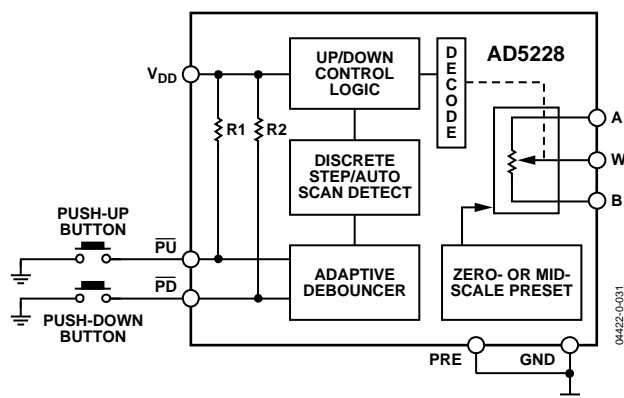 UP/DOWN
CONTROL
LOGIC
DECODE
AD5228
VDD
R1
R2
A
W
B
DISCRETE
STEP/AUTO
SCAN DETECT
PUSH-UP
BUTTON
PU
PD
PUSH-DOWN
BUTTON
ADAPTIVE
DEBOUNCER
ZERO- OR MID-
SCALE PRESET
PRE
GND
04422-0-031